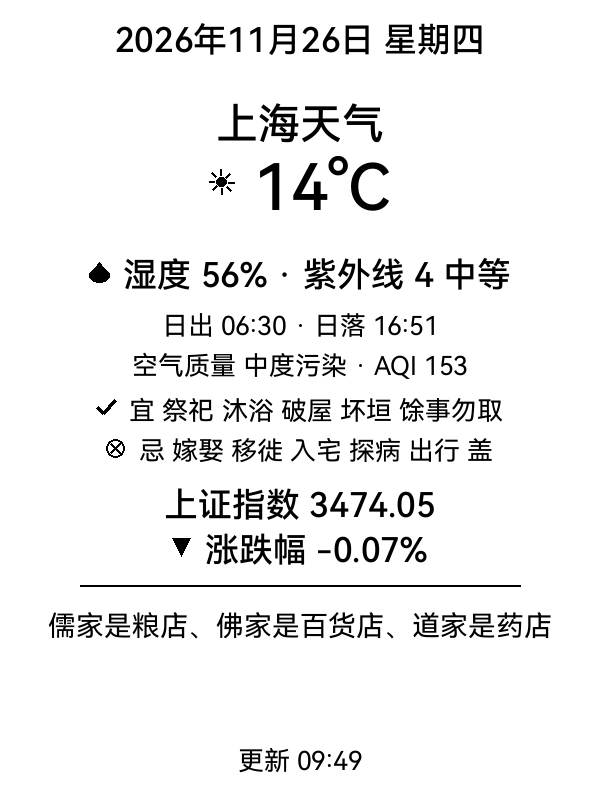 2026年11月26日 星期四
上海天气
14°C
湿度 56% · 紫外线 4 中等
日出 06:30 · 日落 16:51
空气质量 中度污染 · AQI 153
宜 祭祀 沐浴 破屋 坏垣 馀事勿取
忌 嫁娶 移徙 入宅 探病 出行 盖
上证指数 3474.05
▼ 涨跌幅 -0.07%
儒家是粮店、佛家是百货店、道家是药店
更新 09:49